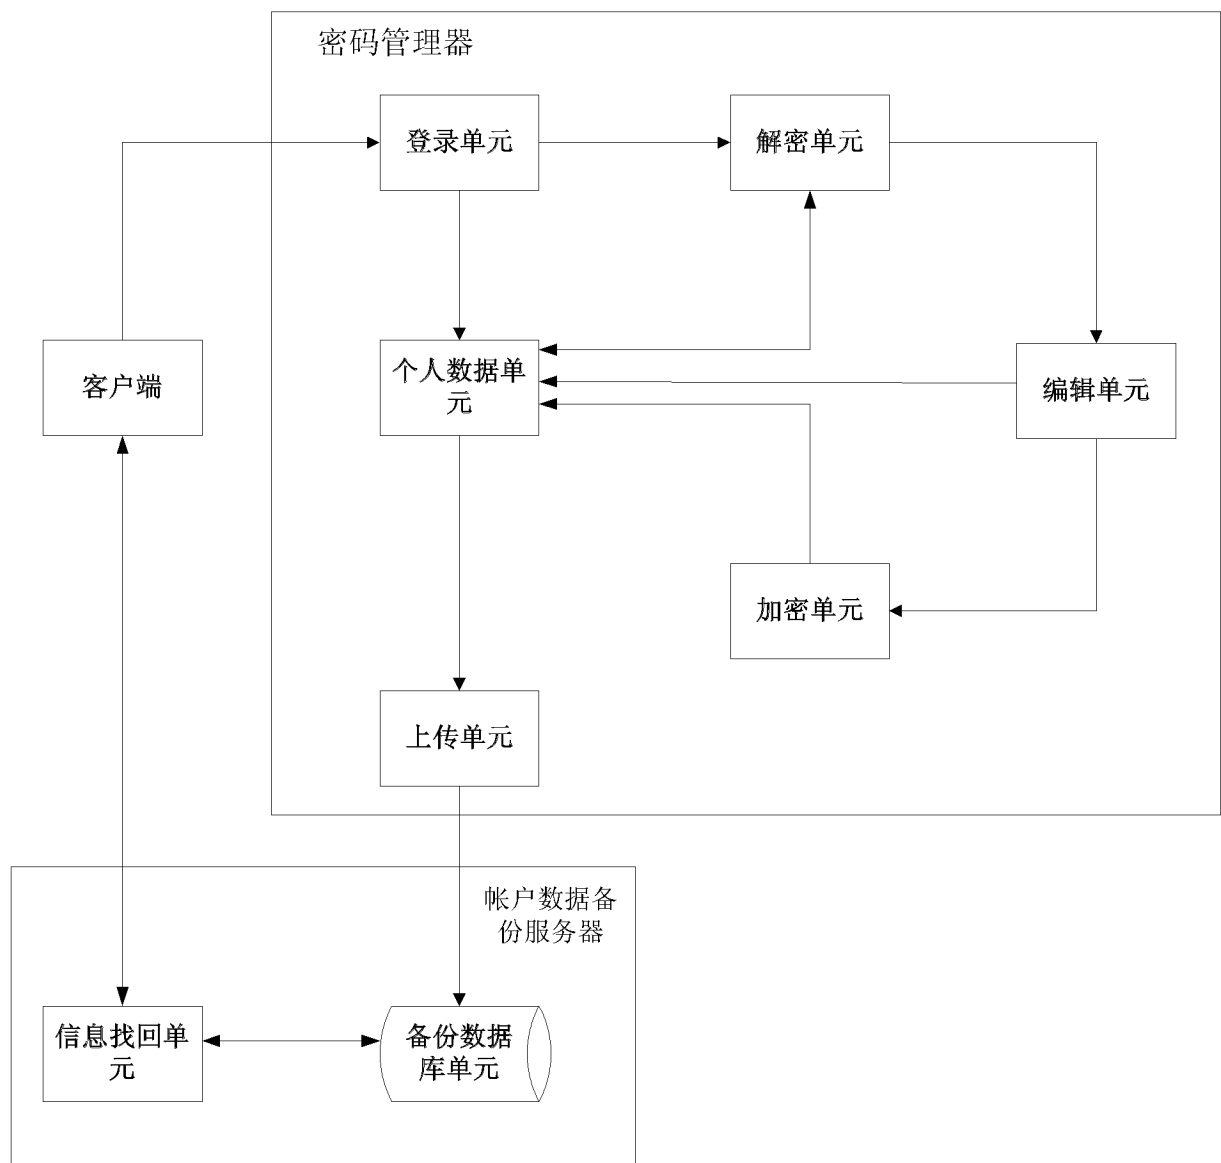 密码管理器
登录单元
解密单元
客户端
个人数据单
元
编辑单元
加密单元
上传单元
帐户数据备
份服务器
信息找回单
元
备份数据
库单元